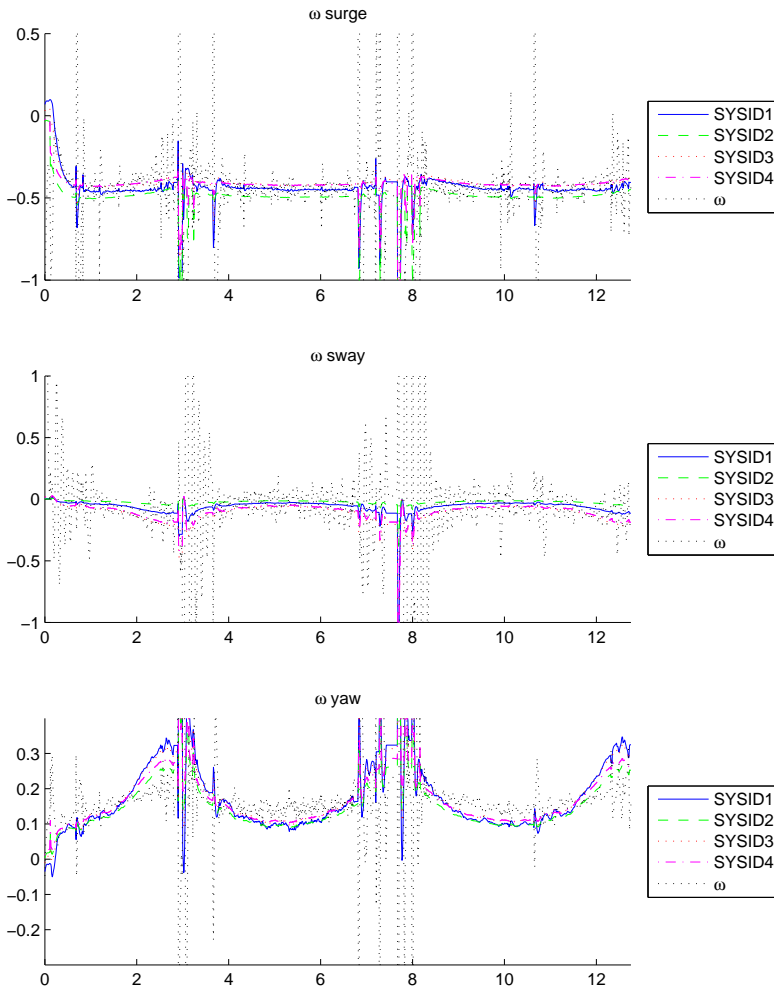 ω surge
0.5
0
−0.5
−1
0 2 4 6 8 10 12
SYSID1
SYSID2
SYSID3
SYSID4
ω
ω sway
1
0.5
0
−0.5
−1
0 2 4 6 8 10 12
SYSID1
SYSID2
SYSID3
SYSID4
ω
ω yaw
0.3
0.2
0.1
0
−0.1
−0.2
0 2 4 6 8 10 12
SYSID1
SYSID2
SYSID3
SYSID4
ω